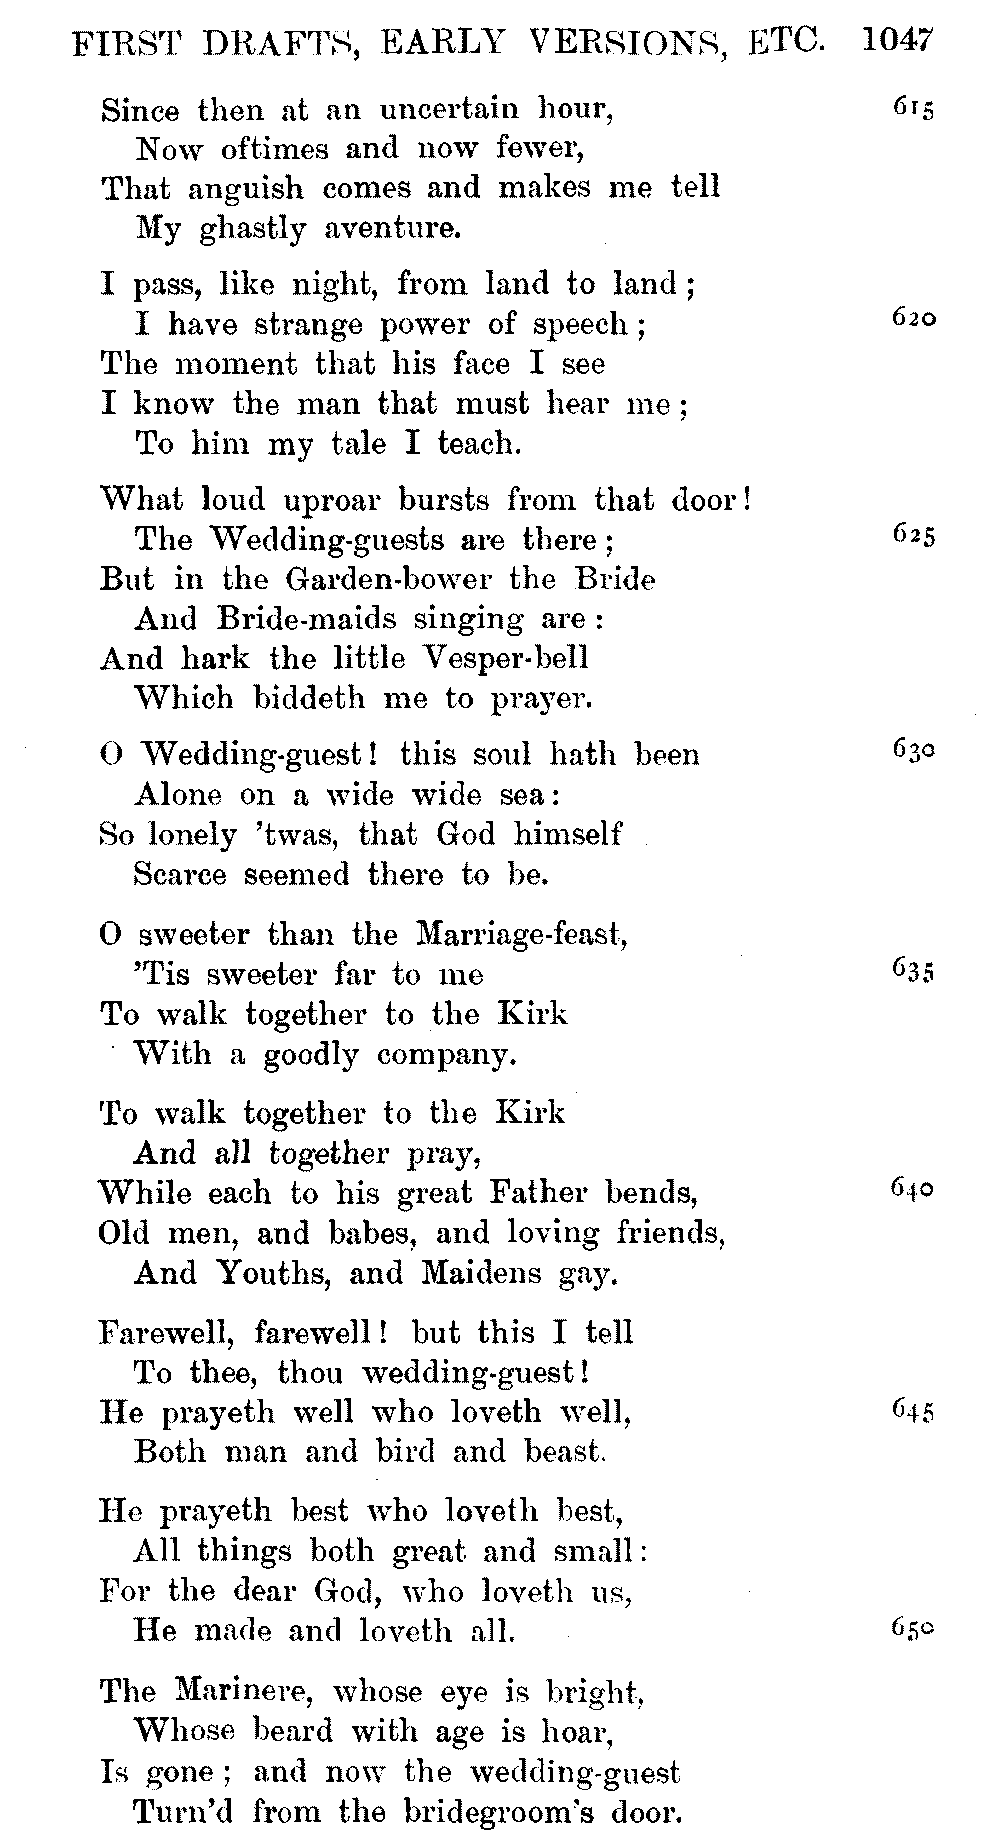 FIRST DRAFTS, EARLY VERSIONS, ETC. 1047
Since then at an uncertain hour, 615
Now oftimes and now fewer,
That anguish comes and makes me tell
My ghastly aventure.
I pass, like night, from land to land ;
I have strange power of speech ; 620
The moment that his face I see
I know the man that must hear me ;
To him my tale I teach.
What loud uproar bursts from that door!
The Wedding-guests are there ; 625
But in the Garden-bower the Bride
And Bride-maids singing are :
And hark the little Vesper-bell
Which biddeth me to prayer.
O Wedding-guest! this soul hath been 630
Alone on a wide wide sea:
So lonely 'twas, that God himself
Scarce seemed there to be.
O sweeter than the Marriage-feast,
'Tis sweeter far to me 635
To walk together to the Kirk
With a goodly company.
To walk together to the Kirk
And all together pray,
While each to his great Father bends, 640
Old men, and babes, and loving friends,
And Youths, and Maidens gay.
Farewell, farewell! but this I tell
To thee, thou wedding-guest!
He prayeth well who loveth well, 645
Both man and bird and beast.
He prayeth best who loveth best,
All things both great and small:
For the dear God, who loveth us,
He made and loveth all. 650
The Marinere, whose eye is bright,
Whose beard with age is hoar,
Is gone ; and now the wedding-guest
Turn'd from the bridegroom's door.